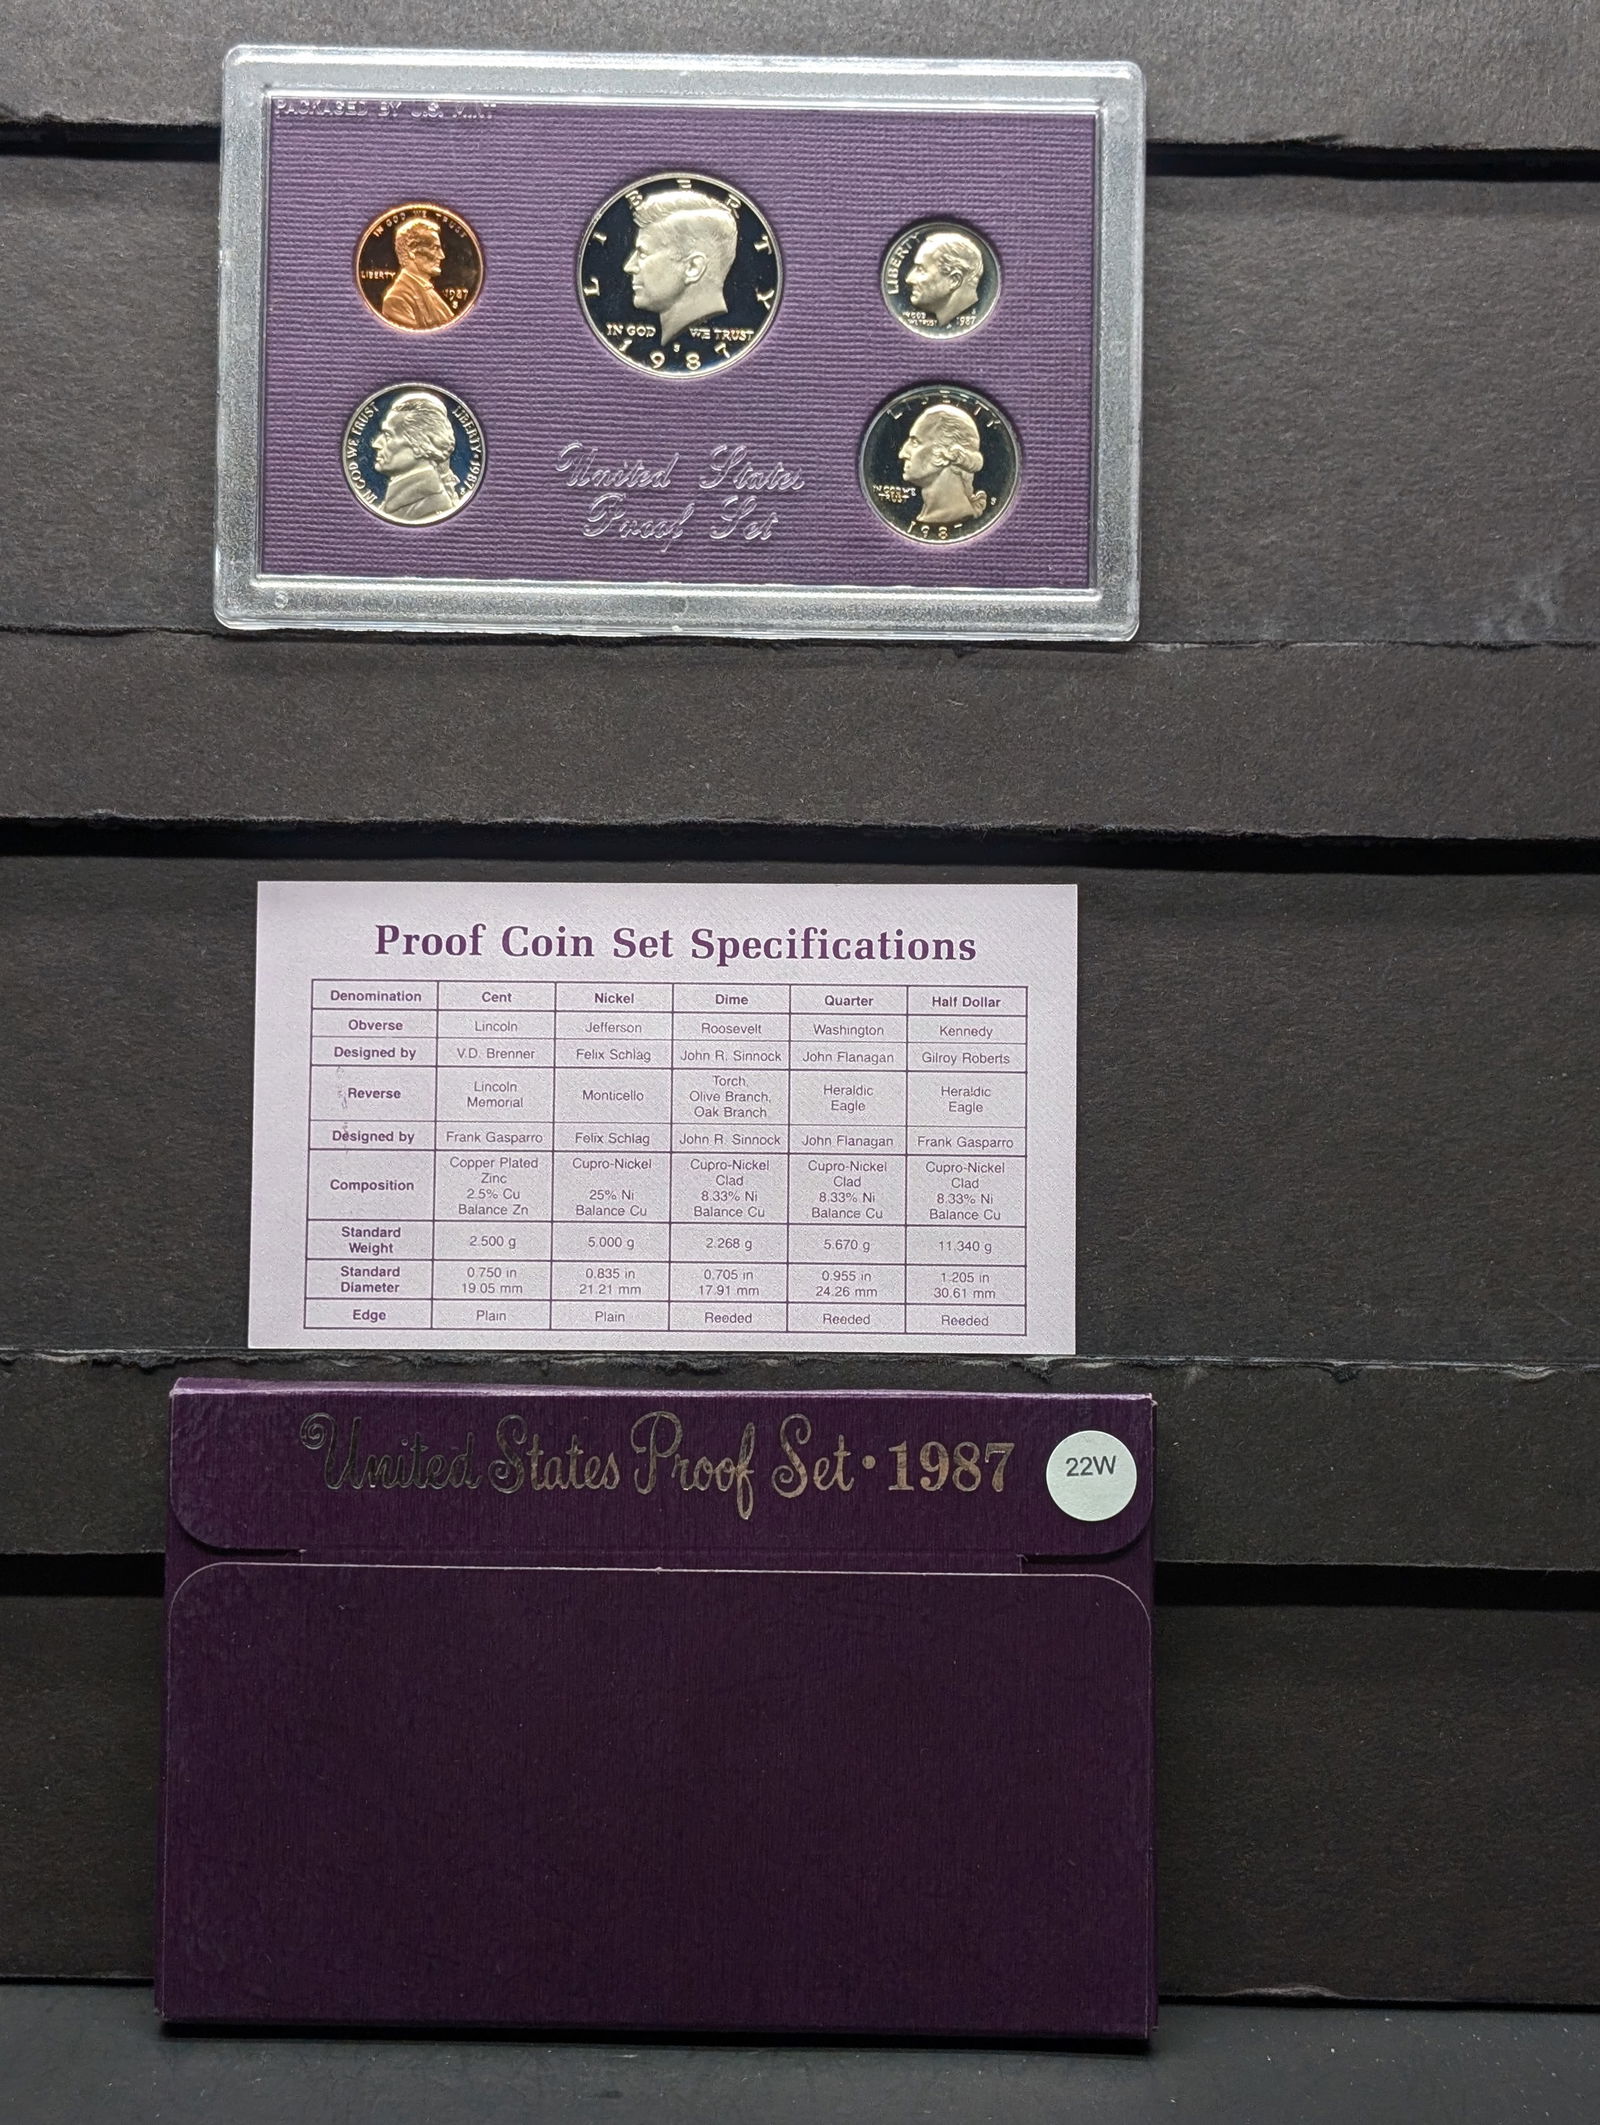 PACKAGED BY U.S. MINT
IN GOD WE TRUST
LIBERTY
1987
S
LIBERTY
IN GOD WE TRUST
S
1987
LIBERTY
IN GOD
WE TRUST
1987
IN GOD WE TRUST
LIBERTY · 1987
S
United States
Proof Set
LIBERTY
IN GOD WE
TRUST
S
1987
Proof Coin Set Specifications
Denomination Cent Nickel Dime Quarter Half Dollar
Obverse Lincoln Jefferson Roosevelt Washington Kennedy
Designed by V.D. Brenner Felix Schlag John R. Sinnock John Flanagan Gilroy Roberts
Reverse Lincoln Memorial Monticello Torch, Olive Branch, Oak Branch Heraldic Eagle Heraldic Eagle
Designed by Frank Gasparro Felix Schlag John R. Sinnock John Flanagan Frank Gasparro
Composition Copper Plated Zinc 2.5% Cu Balance Zn Cupro-Nickel 25% Ni Balance Cu Cupro-Nickel Clad 8.33% Ni Balance Cu Cupro-Nickel Clad 8.33% Ni Balance Cu Cupro-Nickel Clad 8.33% Ni Balance Cu
Standard Weight 2.500 g 5.000 g 2.268 g 5.670 g 11.340 g
Standard Diameter 0.750 in 19.05 mm 0.835 in 21.21 mm 0.705 in 17.91 mm 0.955 in 24.26 mm 1.205 in 30.61 mm
Edge Plain Plain Reeded Reeded Reeded
United States Proof Set · 1987
22W